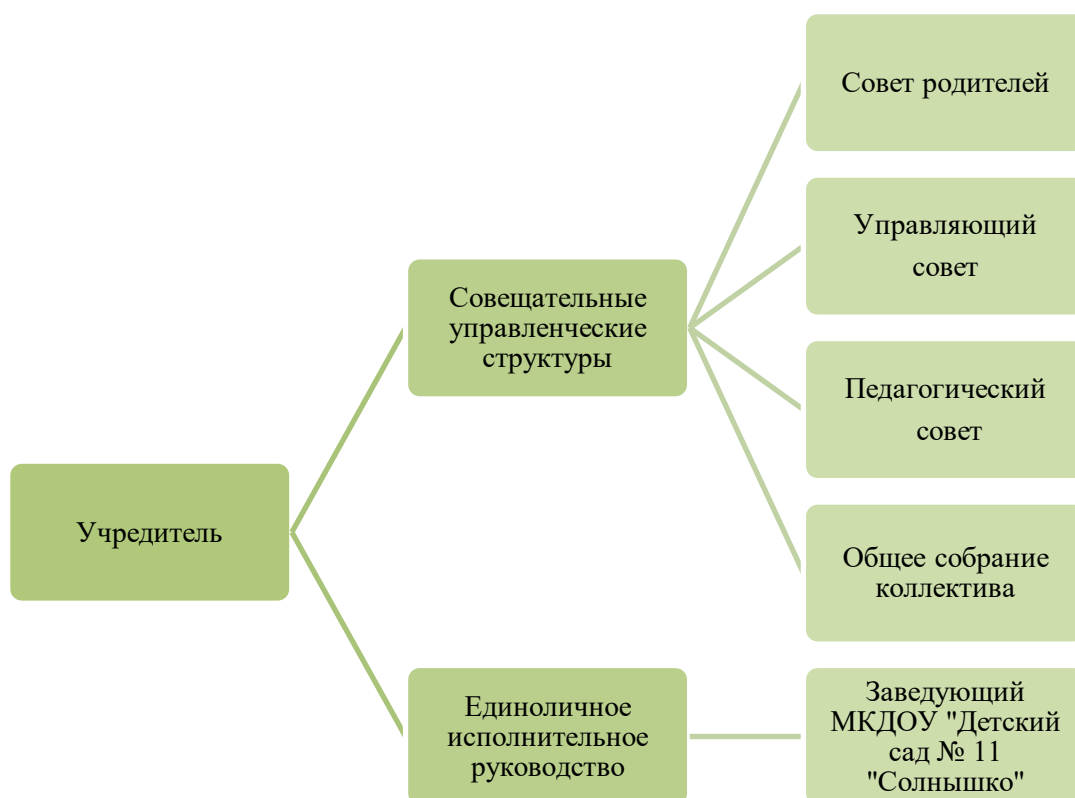 Совет родителей
Управляющий
совет
Совещательные
управленческие
структуры
Педагогический
совет
Учредитель
Общее собрание
коллектива
Единоличное
исполнительное
руководство
Заведующий
МКДОУ "Детский
сад № 11
"Солнышко"